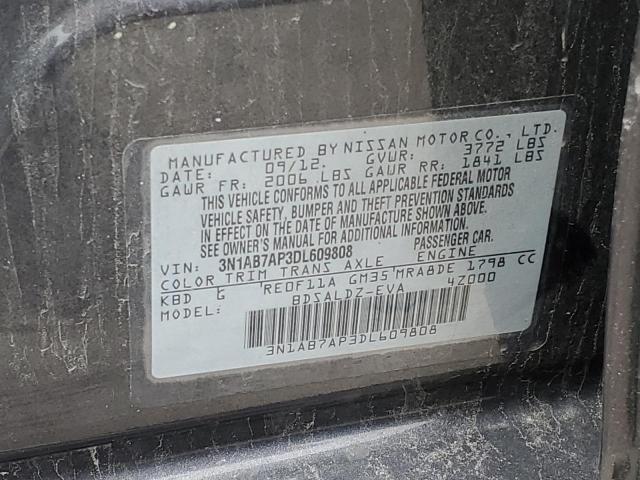 MANUFACTURED BY NISSAN MOTOR CO., LTD.
DATE: 09/12. GVWR: 3772 LBS
GAWR FR: 2006 LBS GAWR RR: 1841 LBS
THIS VEHICLE CONFORMS TO ALL APPLICABLE FEDERAL MOTOR
VEHICLE SAFETY, BUMPER AND THEFT PREVENTION STANDARDS
IN EFFECT ON THE DATE OF MANUFACTURE SHOWN ABOVE.
SEE OWNER'S MANUAL FOR ADDITIONAL INFORMATION.
VIN: 3N1AB7AP3DL609808 PASSENGER CAR.
COLOR TRIM TRANS AXLE ENGINE
KBD G RE0F11A GM35 MRA8DE 1798 CC
BDSALDZ-EVA 4Z000
3N1AB7AP3DL609808